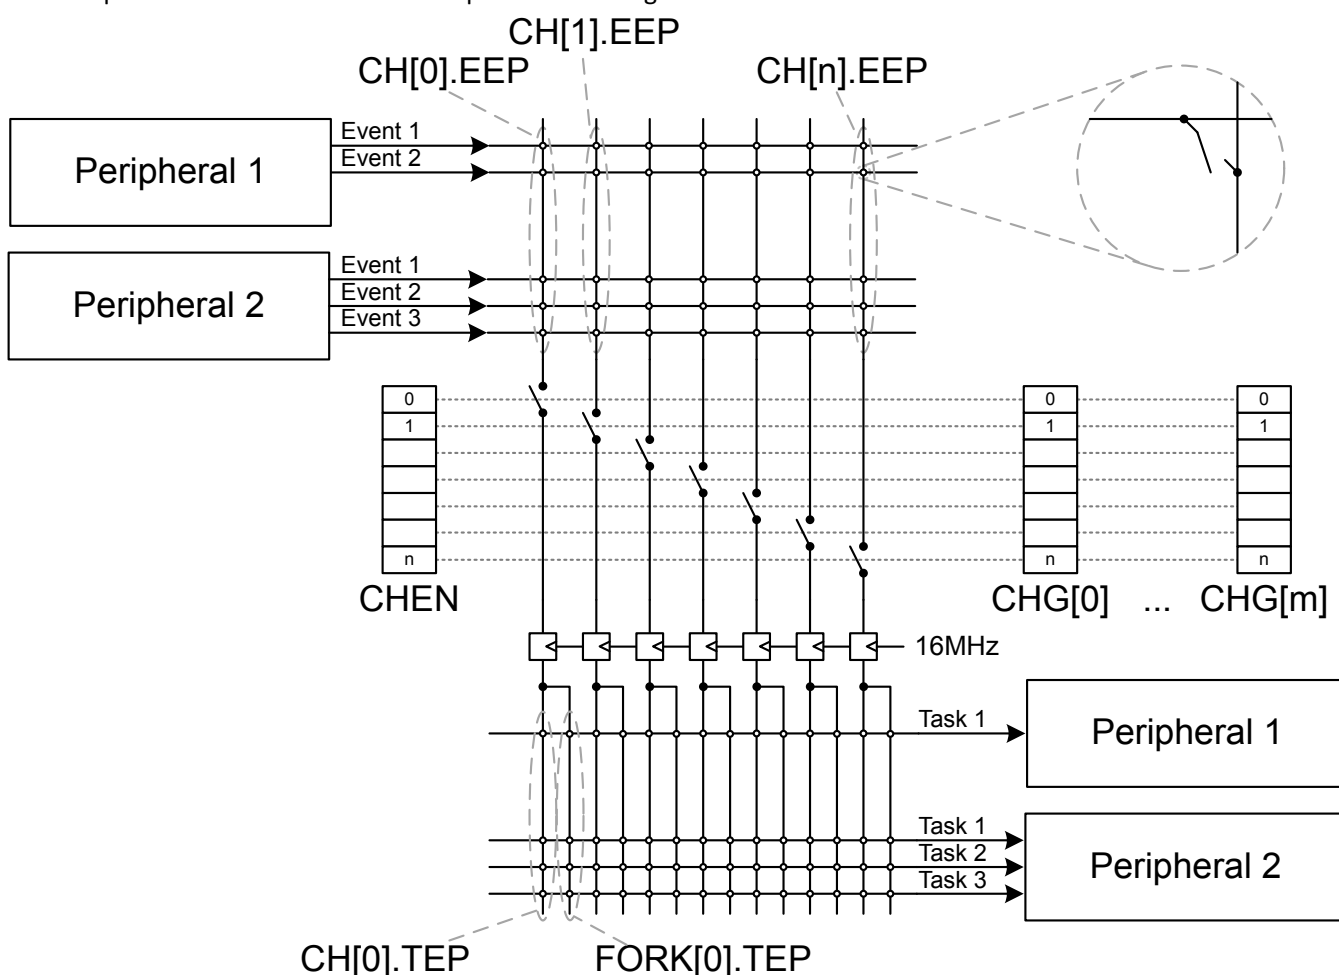 CH[1].EEP
CH[0].EEP
CH[n].EEP
Peripheral 1
Event 1
Event 2
Peripheral 2
Event 1
Event 2
Event 3
0
1
n
CHEN
0
1
n
CHG[0]
...
0
1
n
CHG[m]
16MHz
Task 1
Peripheral 1
Task 1
Task 2
Task 3
Peripheral 2
CH[0].TEP
FORK[0].TEP